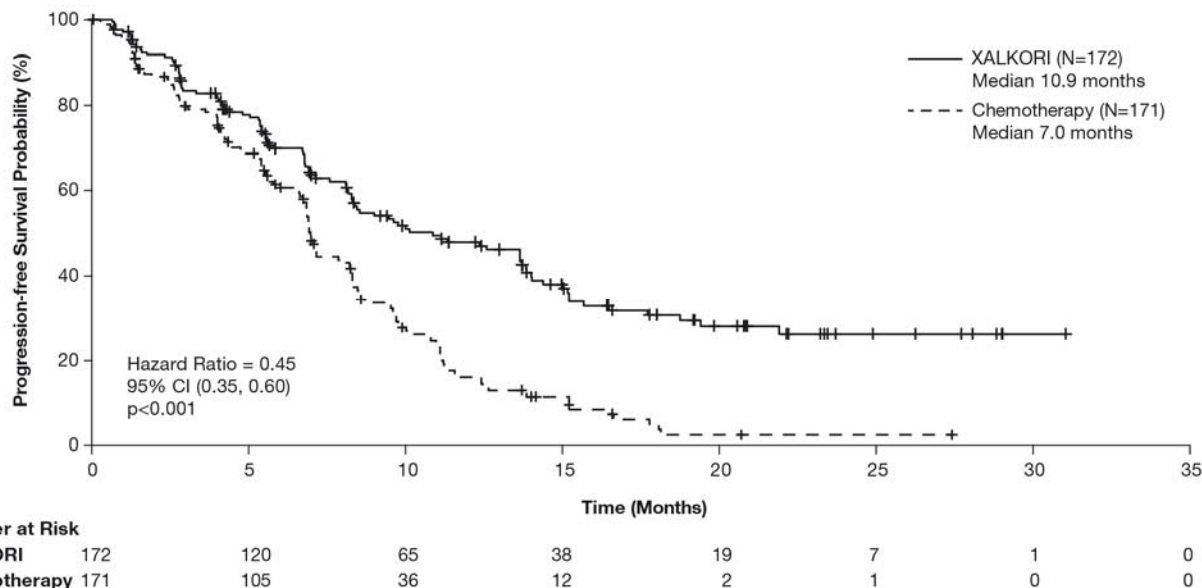 100
80
60
40
20
0
Progression-free Survival Probability (%)
XALKORI (N=172)
Median 10.9 months
Chemotherapy (N=171)
Median 7.0 months
Hazard Ratio = 0.45
95% CI (0.35, 0.60)
p<0.001
0 5 10 15 20 25 30 35
Time (Months)
er at Risk
ORI 172 120 65 38 19 7 1 0
otherapy 171 105 36 12 2 1 0 0